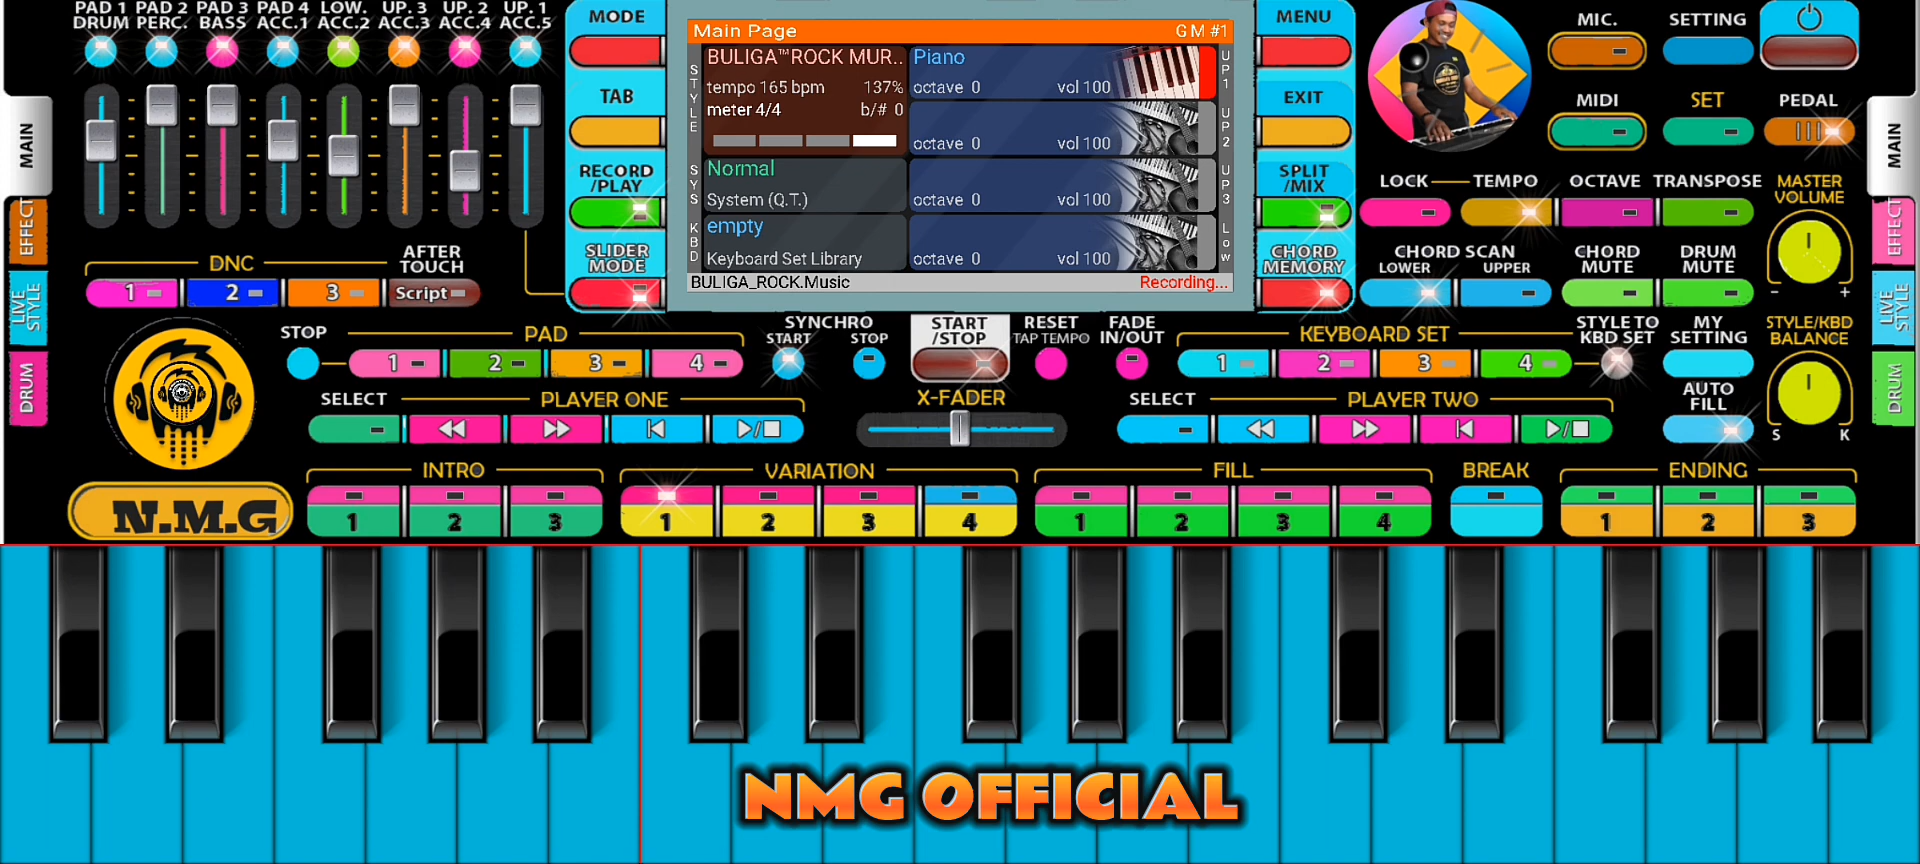 PAD 1 PAD 2 PAD 3 PAD 4 LOW. UP. 3 UP. 2 UP. 1
DRUM PERC. BASS ACC.1 ACC.2 ACC.3 ACC.4 ACC.5
MAIN
EFFECT
LIVE STYLE
DRUM
DNC
1 2 3
AFTER TOUCH
Script
MODE
TAB
RECORD /PLAY
SLIDER MODE
Main Page GM #1
STYLE
BULIGA™ROCK MUR..
tempo 165 bpm 137%
meter 4/4 b/# 0
SYS
Normal
System (Q.T.)
KBD
empty
Keyboard Set Library
Piano
octave 0 vol 100
UP1
octave 0 vol 100
UP2
octave 0 vol 100
UP3
octave 0 vol 100
Low
BULIGA_ROCK.Music Recording...
MENU
EXIT
SPLIT /MIX
CHORD MEMORY
MIC. SETTING
MIDI SET PEDAL
LOCK TEMPO OCTAVE TRANSPOSE
MASTER VOLUME
- +
CHORD SCAN
LOWER UPPER
CHORD MUTE
DRUM MUTE
MAIN
EFFECT
LIVE STYLE
DRUM
STOP
PAD
1 2 3 4
SYNCHRO
START STOP
START /STOP
RESET
TAP TEMPO
FADE IN/OUT
KEYBOARD SET
1 2 3 4
STYLE TO KBD SET
MY SETTING
STYLE/KBD BALANCE
S K
SELECT PLAYER ONE
X-FADER
SELECT PLAYER TWO
AUTO FILL
N.M.G
INTRO
1 2 3
VARIATION
1 2 3 4
FILL
1 2 3 4
BREAK
ENDING
1 2 3
NMG OFFICIAL